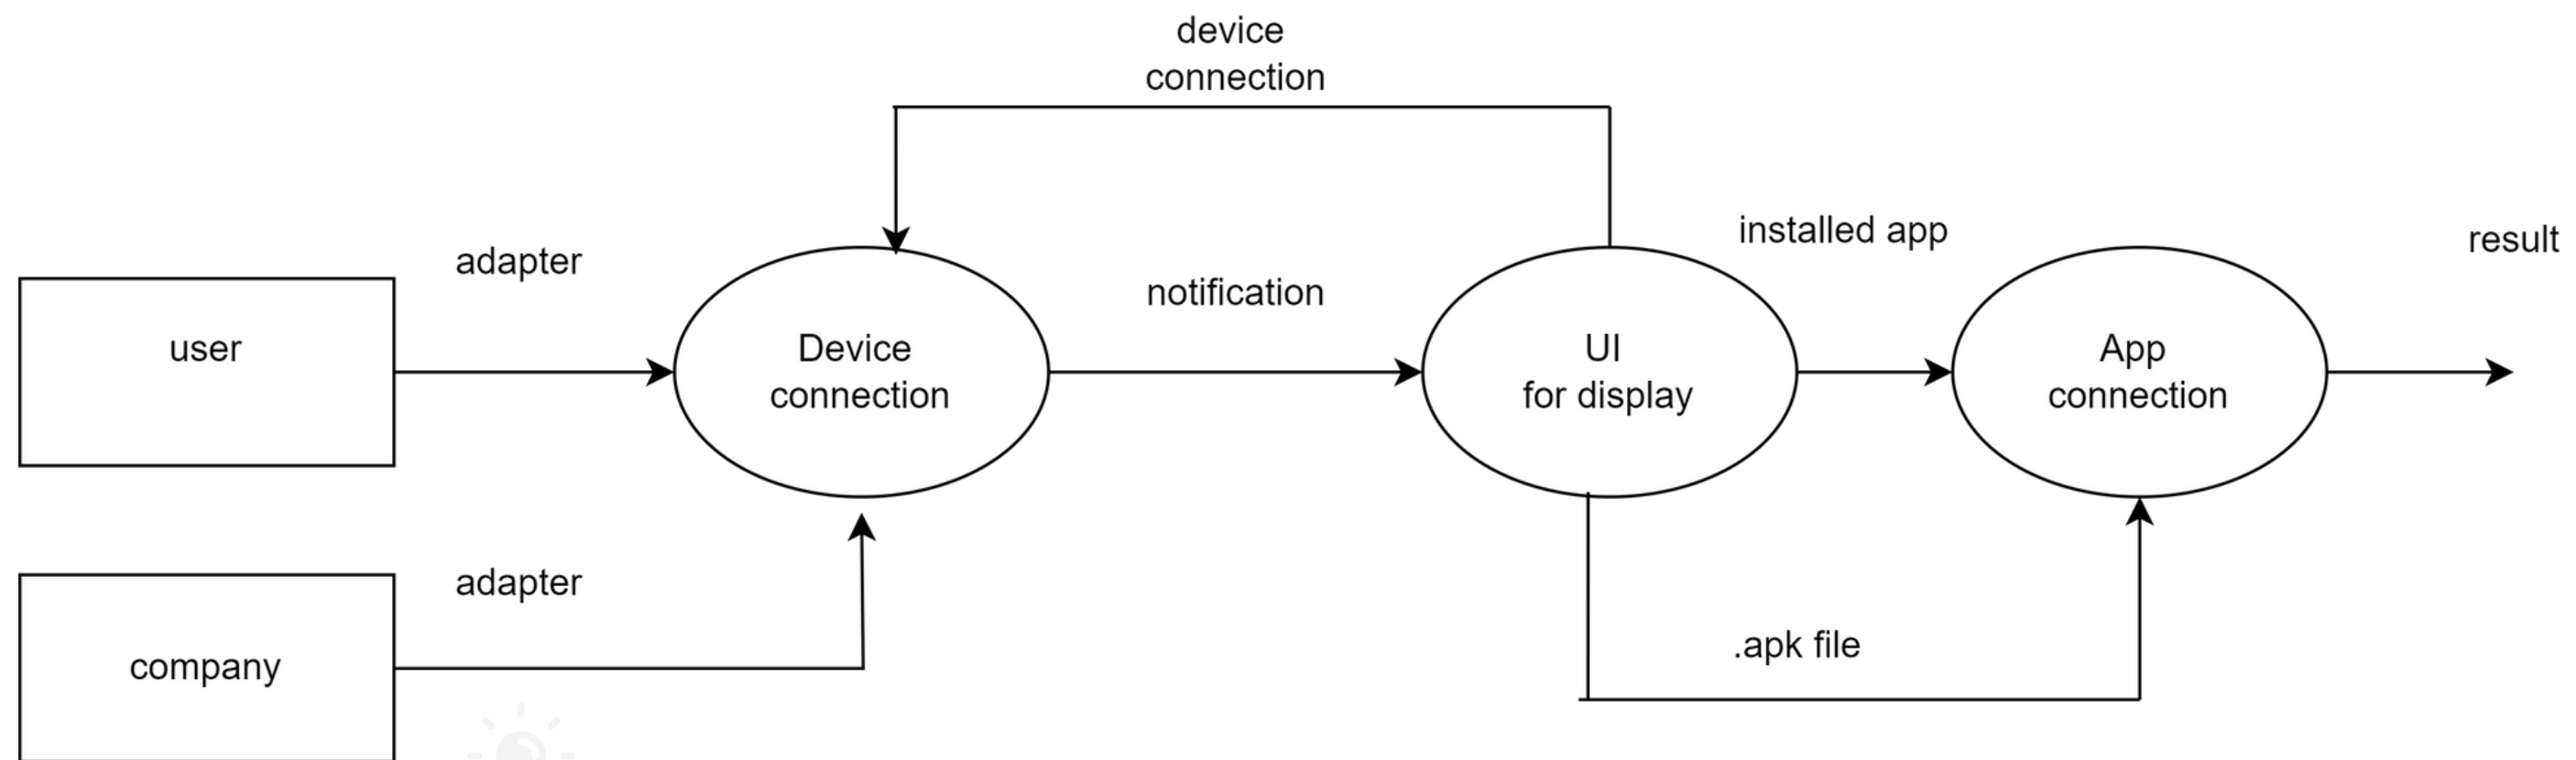 device
connection
installed app
result
adapter
notification
user
Device
connection
UI
for display
App
connection
adapter
.apk file
company